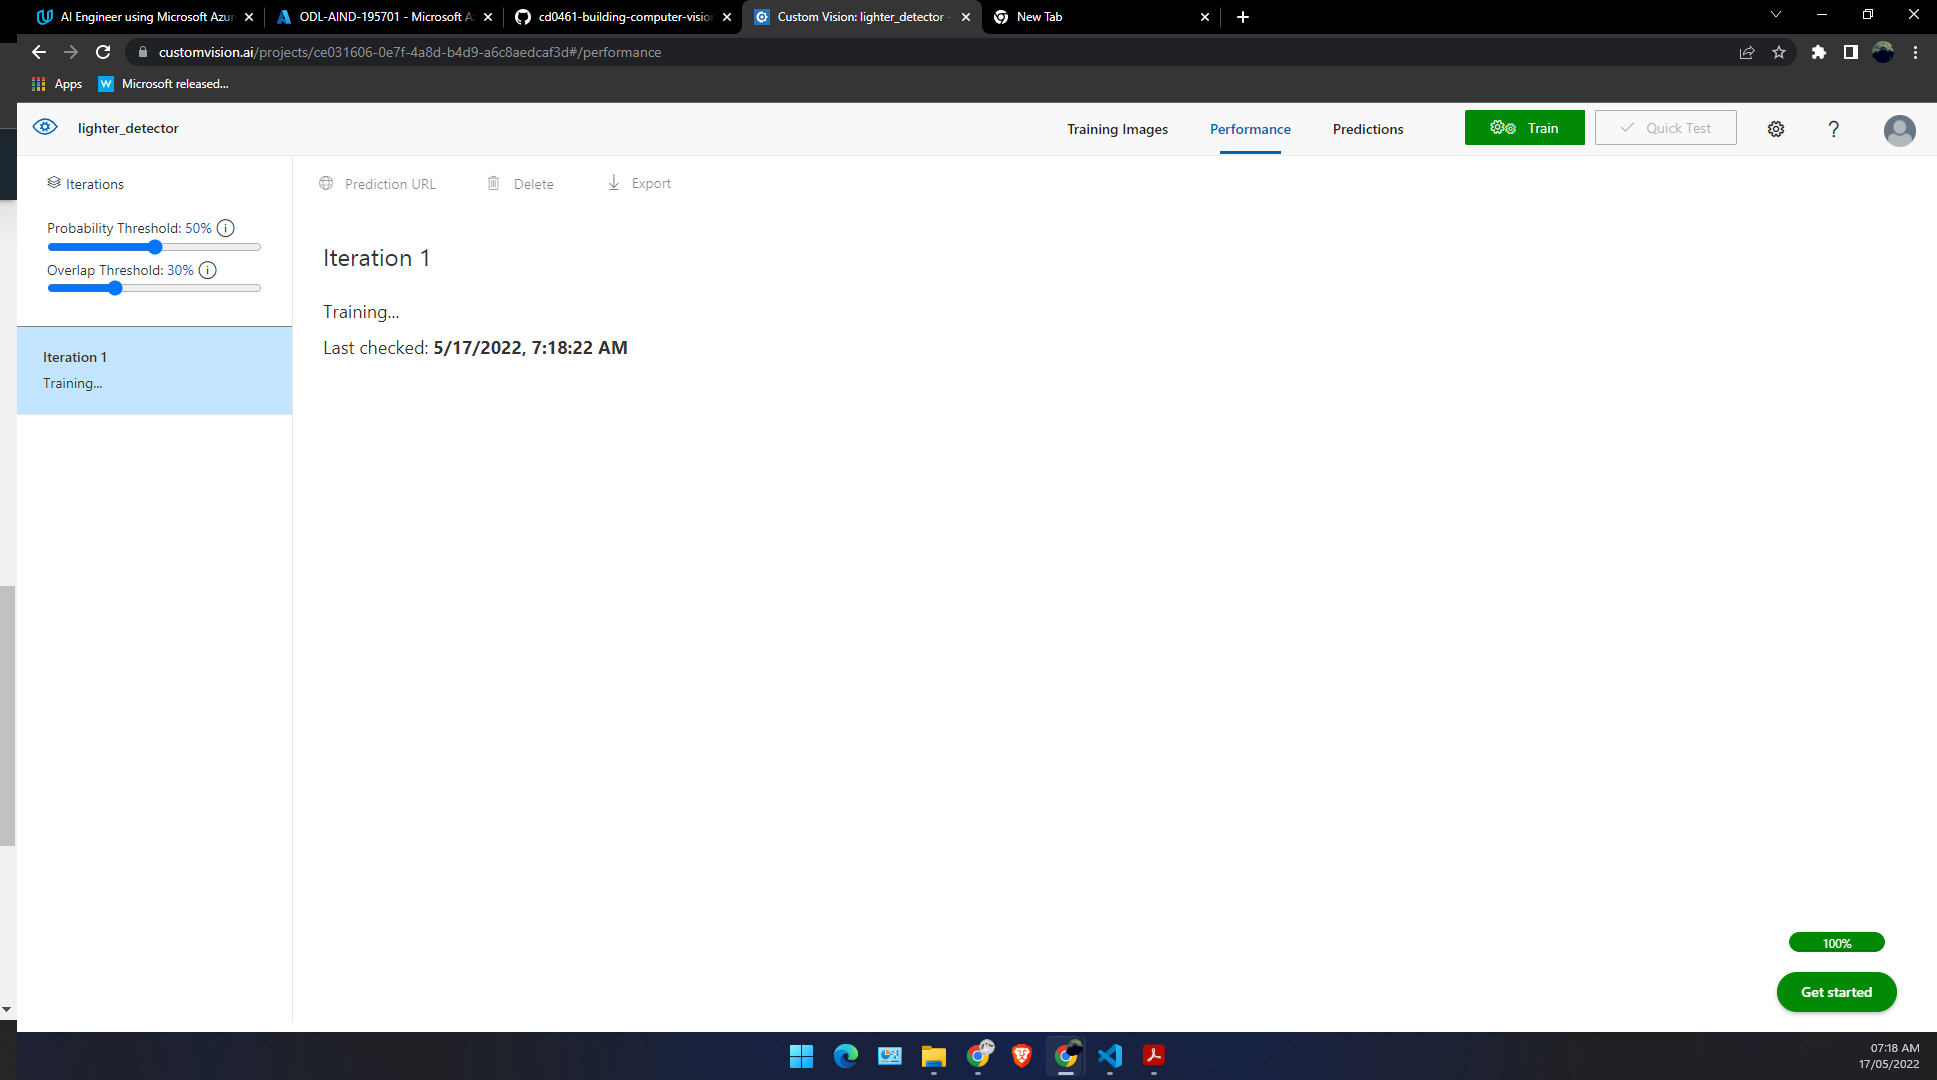 AI Engineer using Microsoft Azur
ODL-AIND-195701 - Microsoft A
cd0461-building-computer-visio
Custom Vision: lighter_detector -
New Tab
customvision.ai/projects/ce031606-0e7f-4a8d-b4d9-a6c8aedcaf3d#/performance
Apps
Microsoft released...
lighter_detector
Training Images
Performance
Predictions
Train
Quick Test
?
Iterations
Prediction URL
Delete
Export
Probability Threshold: 50%
Overlap Threshold: 30%
Iteration 1
Training...
Last checked: 5/17/2022, 7:18:22 AM
Iteration 1
Training...
100%
Get started
07:18 AM
17/05/2022